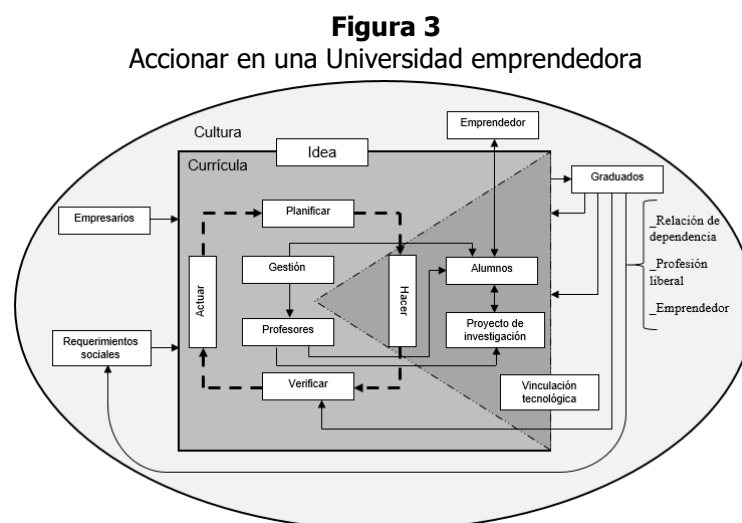 Figura 3
Accionar en una Universidad emprendedora
Cultura
Emprendedor
Idea
Currícula
Graduados
Empresarios
Planificar
_Relación de
dependencia
_Profesión
liberal
_Emprendedor
Gestión
Alumnos
Actuar
Hacer
Profesores
Proyecto de
investigación
Requerimientos
sociales
Verificar
Vinculación
tecnológica